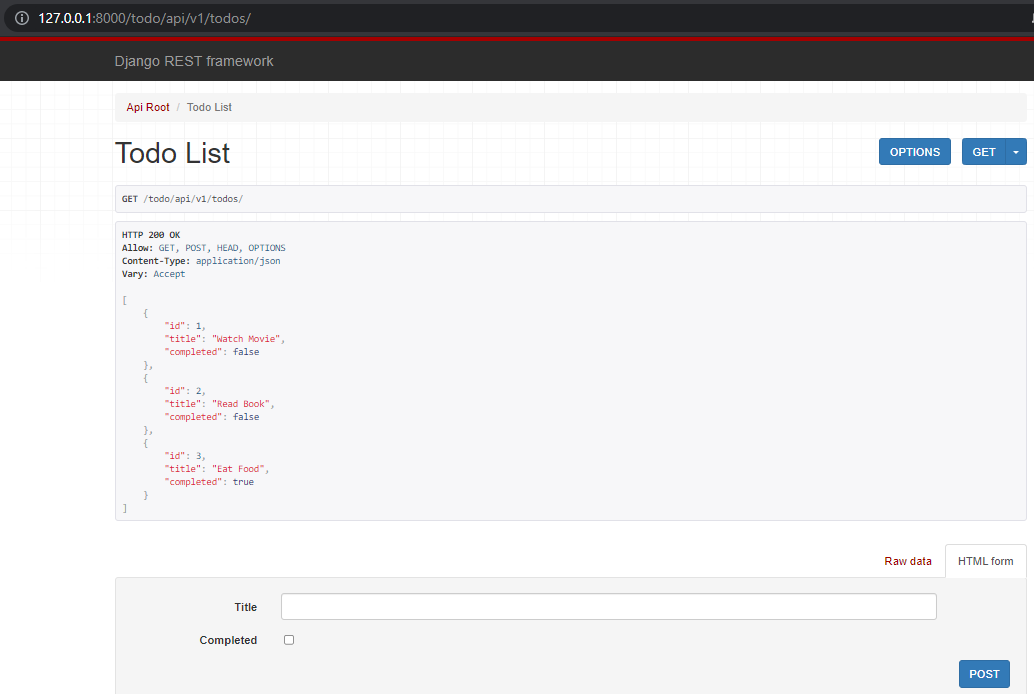 127.0.0.1:8000/todo/api/v1/todos/
Django REST framework
Api Root / Todo List
Todo List
OPTIONS GET
GET /todo/api/v1/todos/
HTTP 200 OK
Allow: GET, POST, HEAD, OPTIONS
Content-Type: application/json
Vary: Accept
[
    {
        "id": 1,
        "title": "Watch Movie",
        "completed": false
    },
    {
        "id": 2,
        "title": "Read Book",
        "completed": false
    },
    {
        "id": 3,
        "title": "Eat Food",
        "completed": true
    }
]
Raw data HTML form
Title
Completed
POST